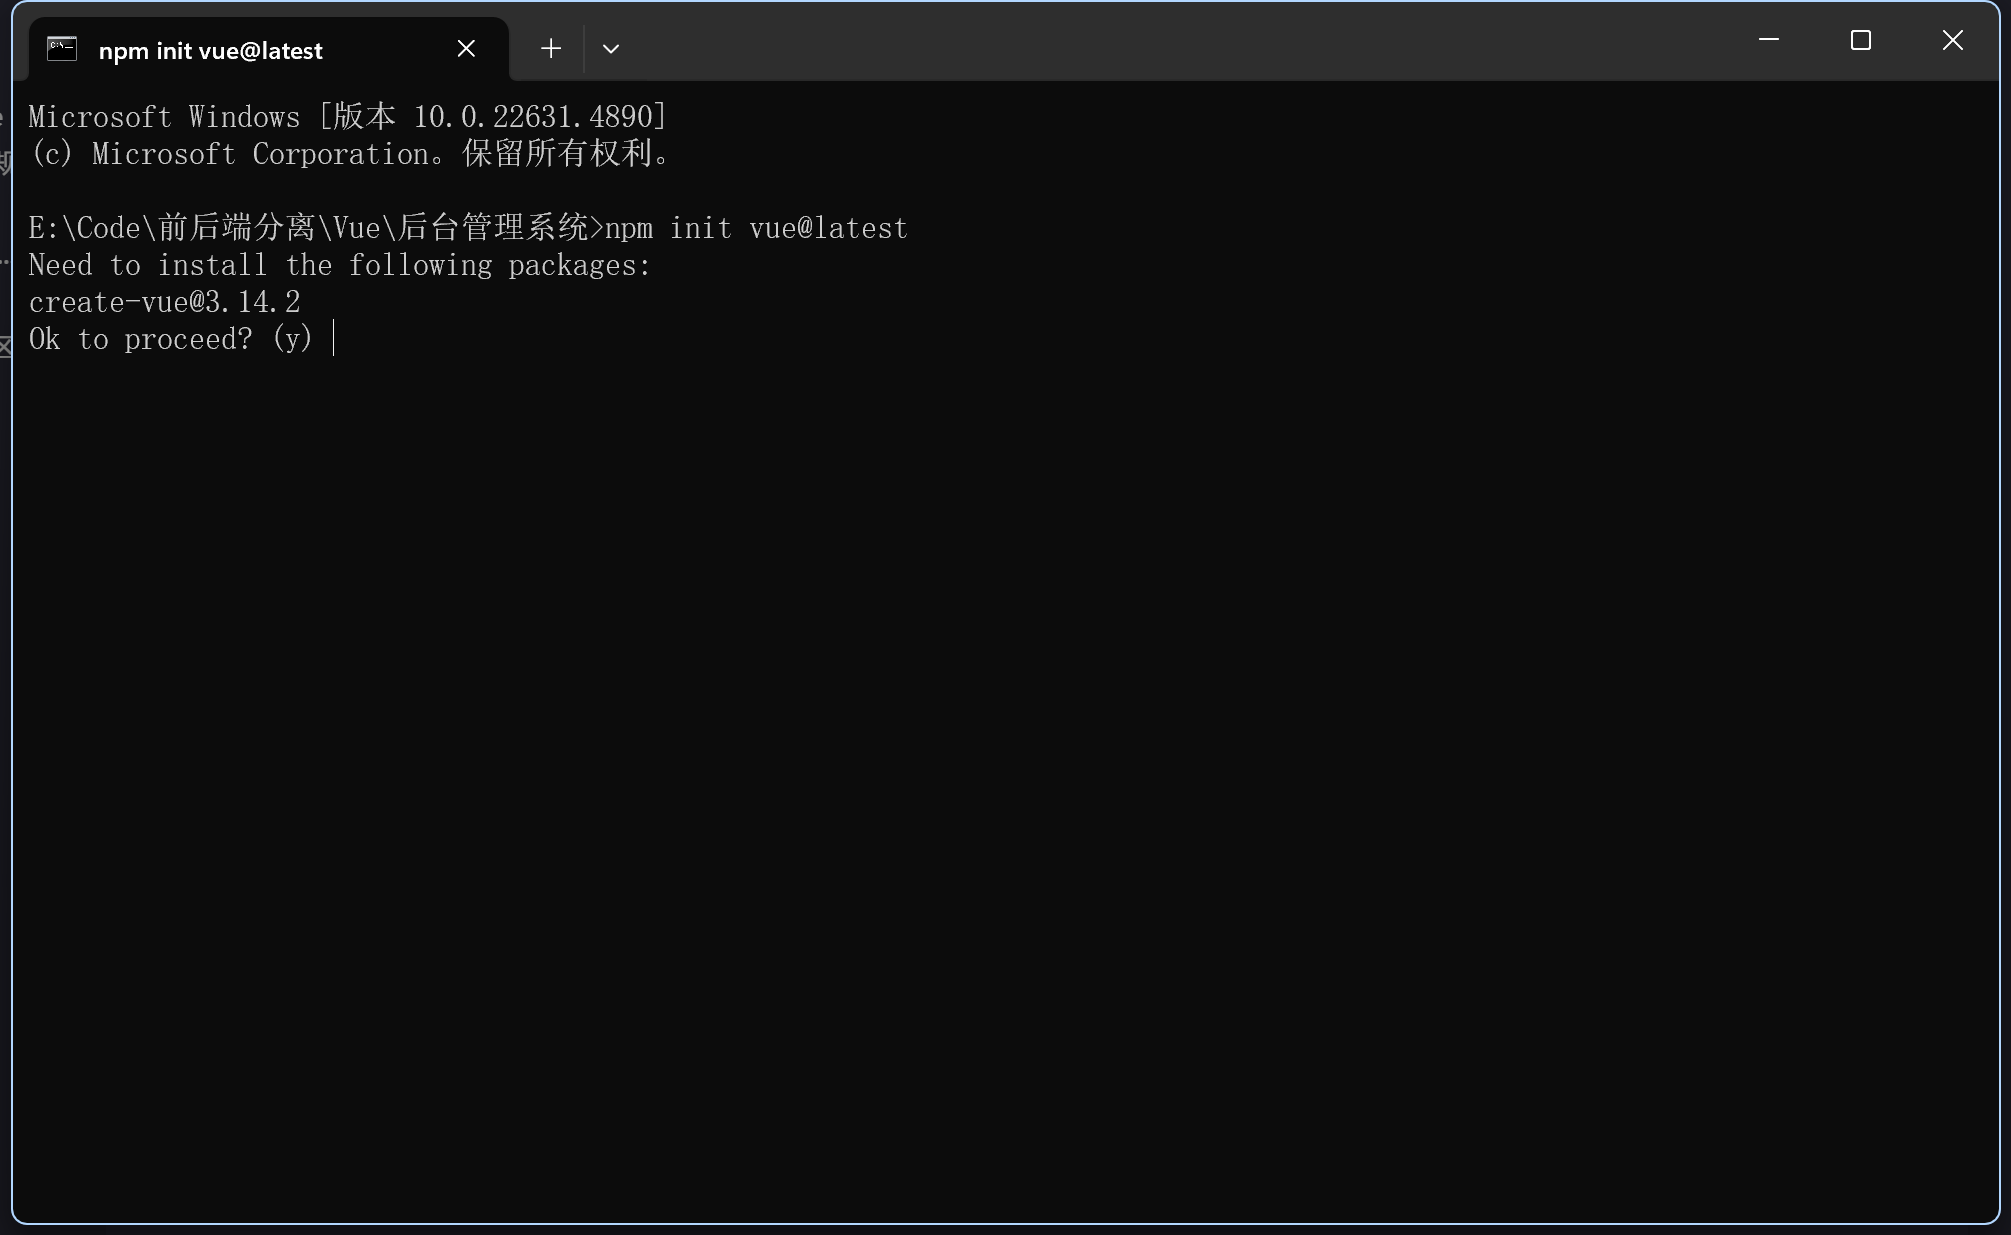 npm init vue@latest
Microsoft Windows [版本 10.0.22631.4890]
(c) Microsoft Corporation。保留所有权利。
E:\Code\前后端分离\Vue\后台管理系统>npm init vue@latest
Need to install the following packages:
create-vue@3.14.2
Ok to proceed? (y)